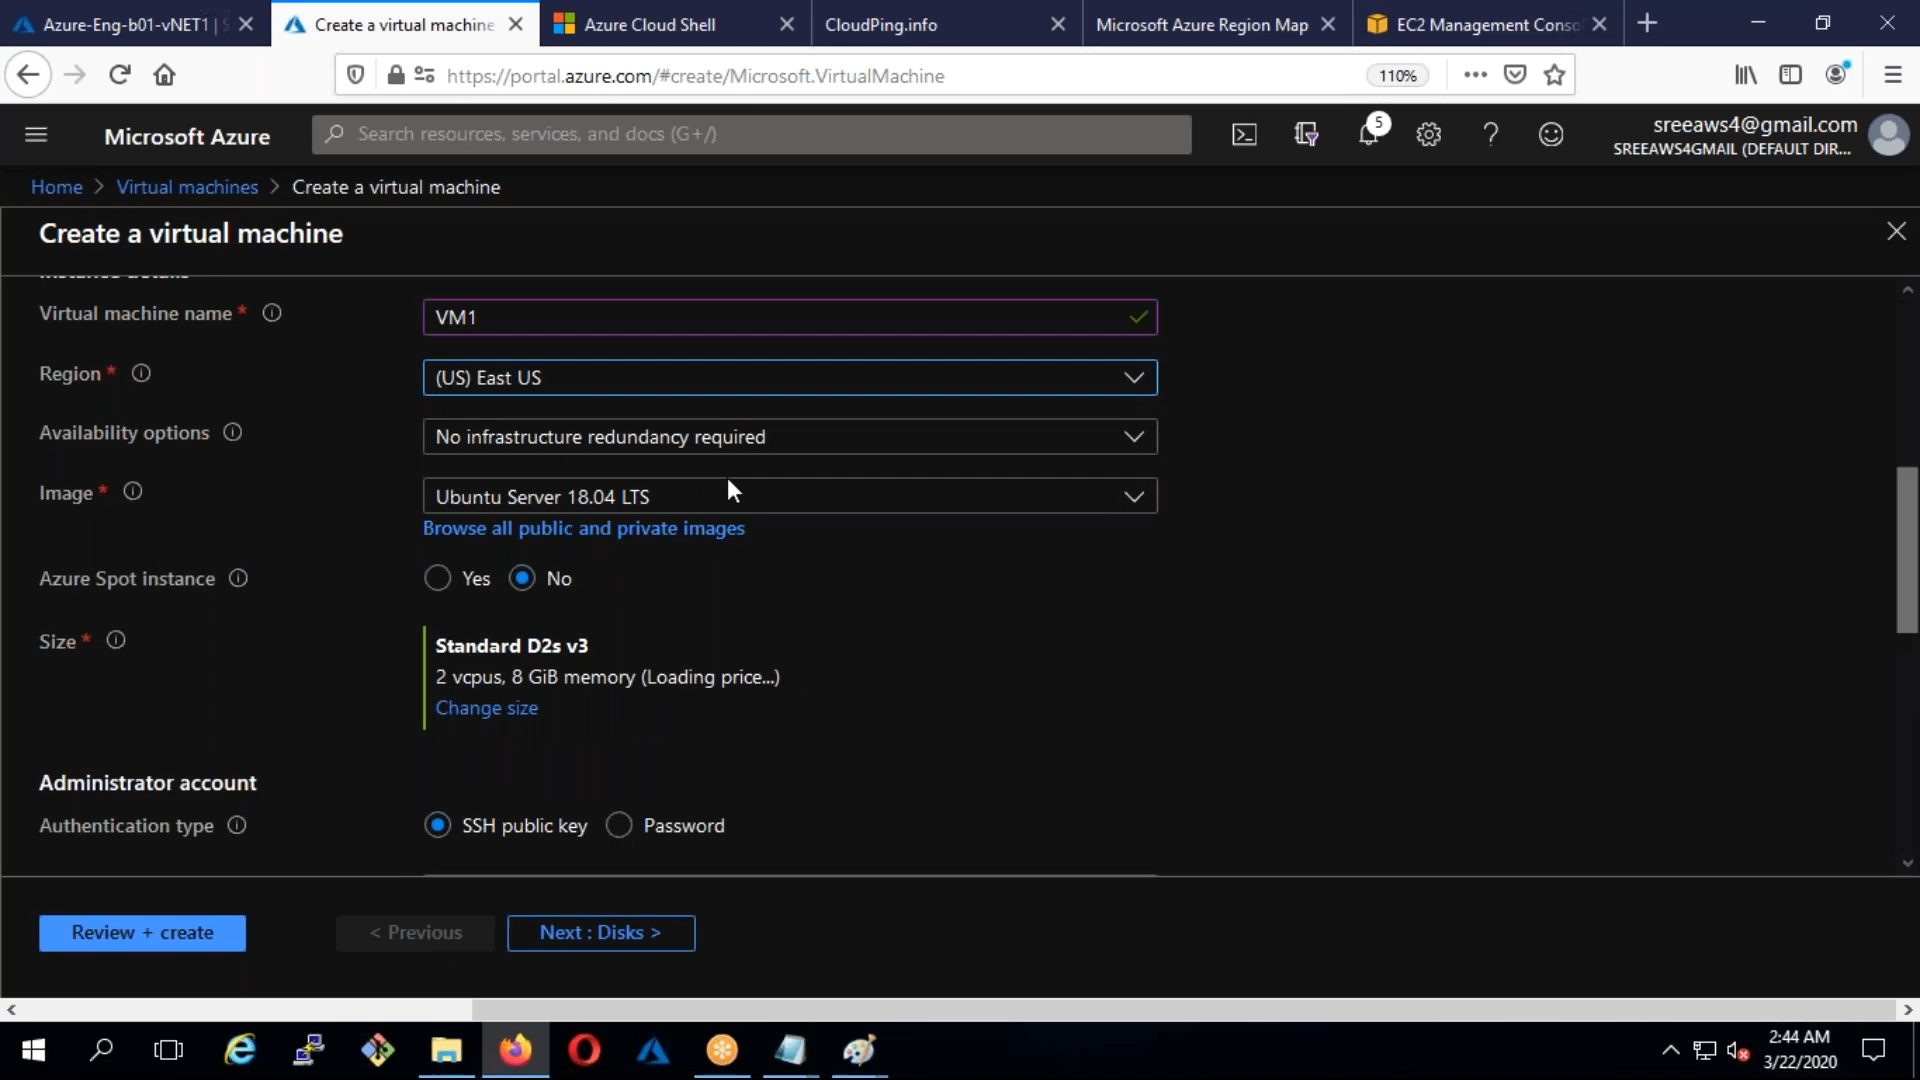 Azure-Eng-b01-vNET1 | S
Create a virtual machine
Azure Cloud Shell
CloudPing.info
Microsoft Azure Region Map
EC2 Management Conso
https://portal.azure.com/#create/Microsoft.VirtualMachine
110%
Microsoft Azure
Search resources, services, and docs (G+/)
5
sreeaws4@gmail.com
SREEAWS4GMAIL (DEFAULT DIR...
Home > Virtual machines > Create a virtual machine
Create a virtual machine
Instance details
Virtual machine name *
VM1
Region *
(US) East US
Availability options
No infrastructure redundancy required
Image *
Ubuntu Server 18.04 LTS
Browse all public and private images
Azure Spot instance
Yes
No
Size *
Standard D2s v3
2 vcpus, 8 GiB memory (Loading price...)
Change size
Administrator account
Authentication type
SSH public key
Password
Review + create
< Previous
Next : Disks >
2:44 AM
3/22/2020